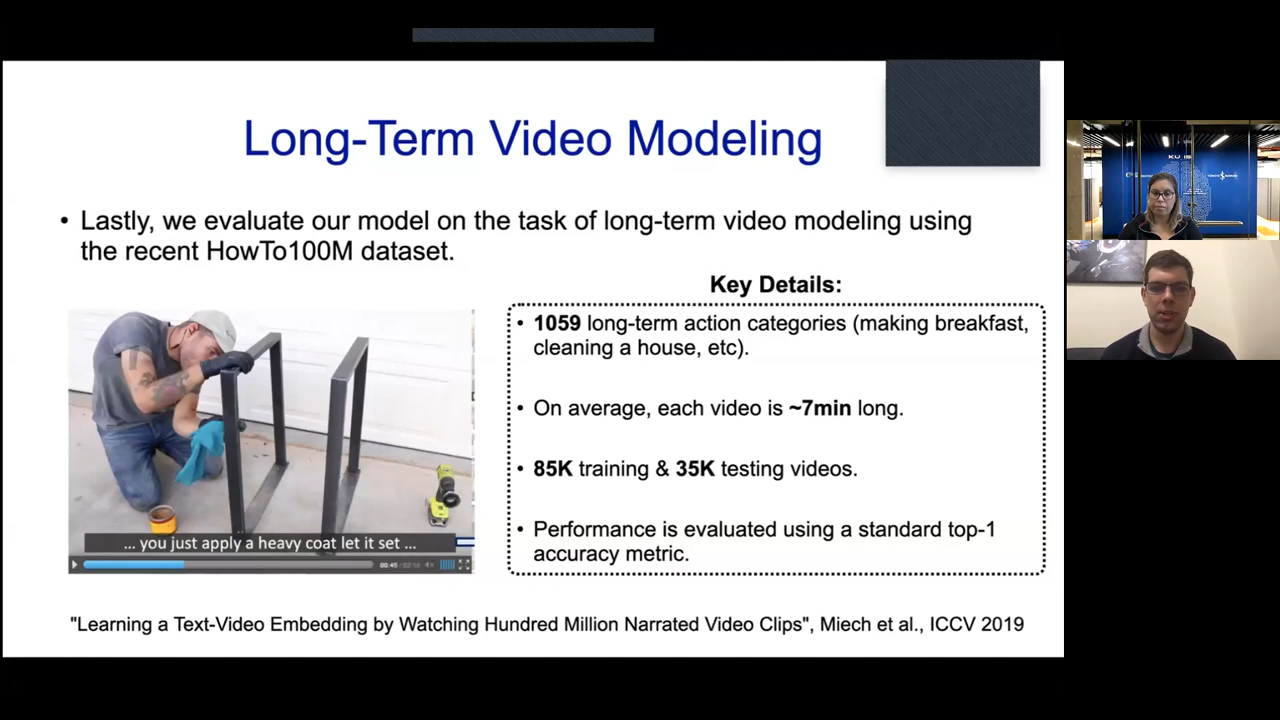 Long-Term Video Modeling
• Lastly, we evaluate our model on the task of long-term video modeling using
the recent HowTo100M dataset.
Key Details:
• 1059 long-term action categories (making breakfast,
cleaning a house, etc).
• On average, each video is ~7min long.
• 85K training & 35K testing videos.
• Performance is evaluated using a standard top-1
accuracy metric.
... you just apply a heavy coat let it set ...
"Learning a Text-Video Embedding by Watching Hundred Million Narrated Video Clips", Miech et al., ICCV 2019